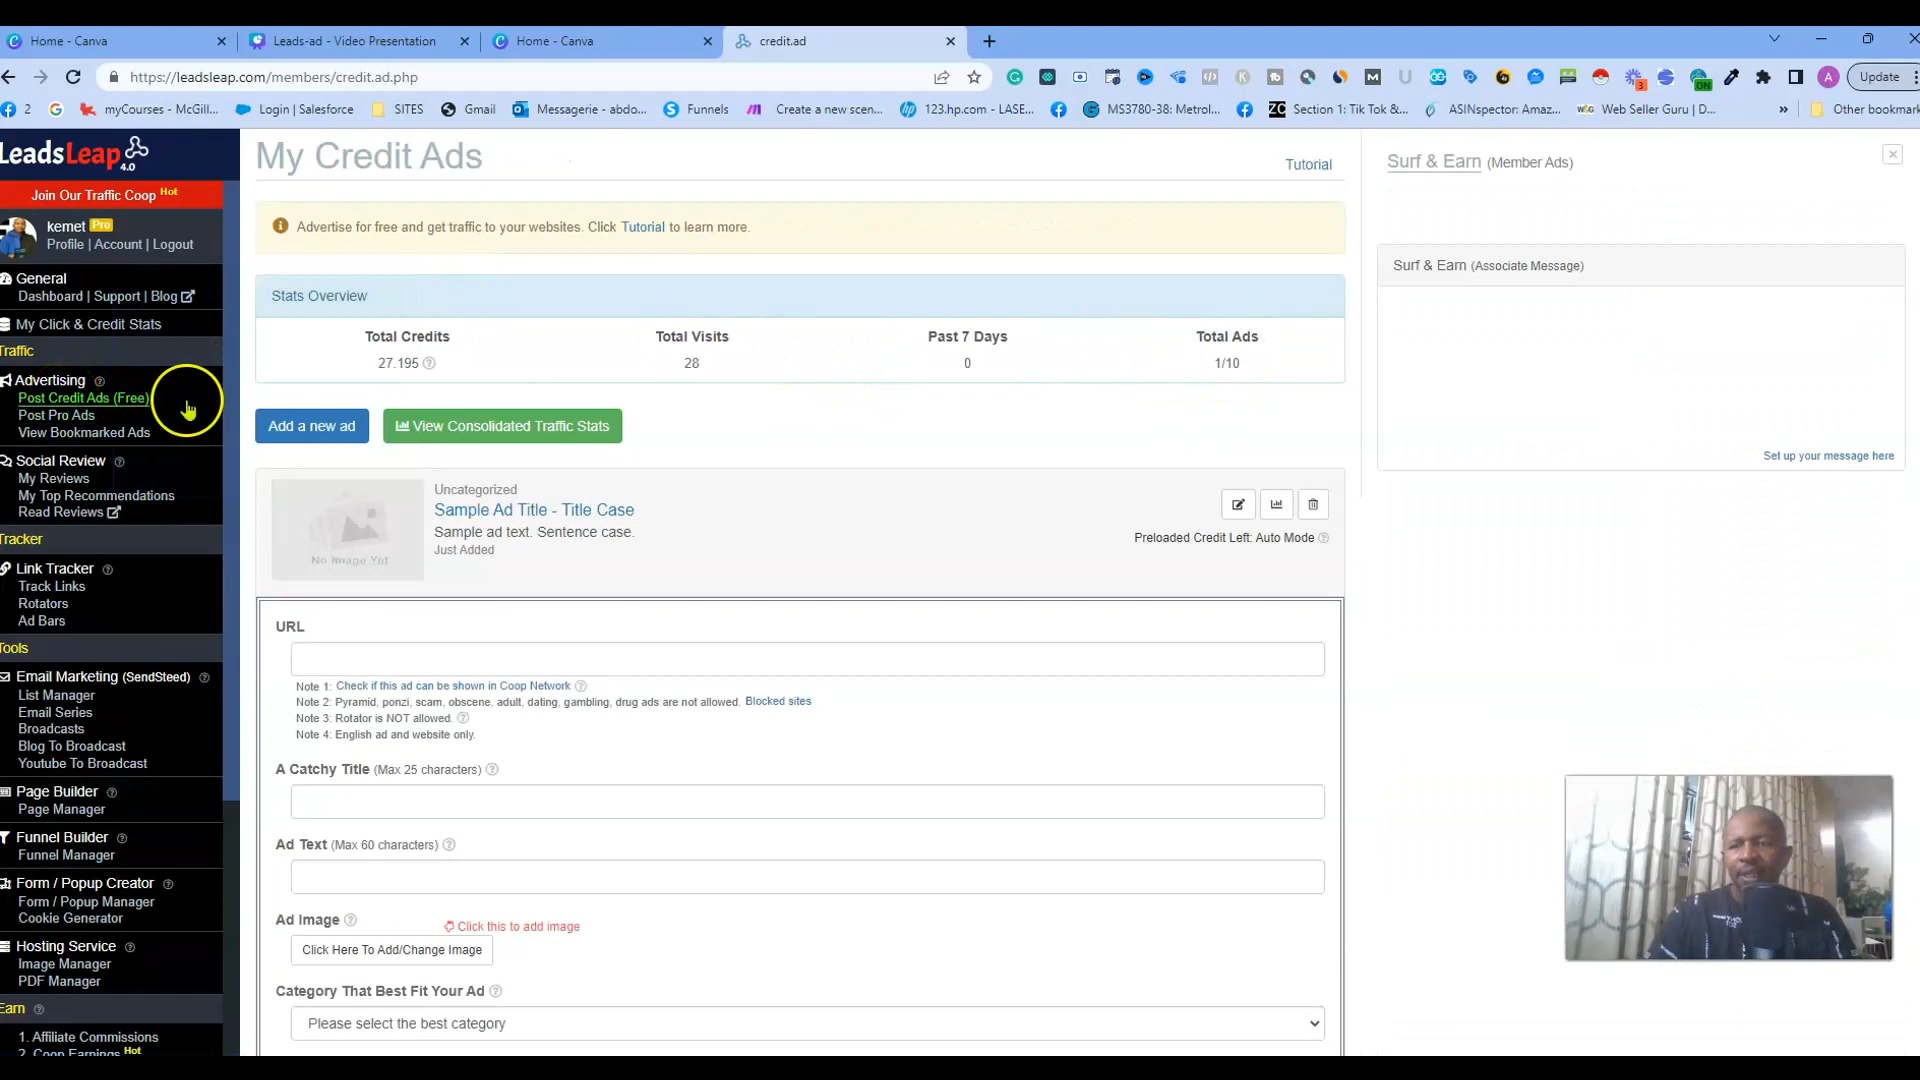 Home - Canva
Leads-ad - Video Presentation
Home - Canva
credit.ad
https://leadsleap.com/members/credit.ad.php
Update
2
myCourses - McGill...
Login | Salesforce
SITES
Gmail
Messagerie - abdo...
Funnels
Create a new scen...
123.hp.com - LASE...
MS3780-38: Metrol...
Section 1: Tik Tok &...
ASINspector: Amaz...
Web Seller Guru | D...
Other bookmark
LeadsLeap 4.0
Join Our Traffic Coop Hot
kemet Pro
Profile | Account | Logout
General
Dashboard | Support | Blog
My Click & Credit Stats
Traffic
Advertising
Post Credit Ads (Free)
Post Pro Ads
View Bookmarked Ads
Social Review
My Reviews
My Top Recommendations
Read Reviews
Tracker
Link Tracker
Track Links
Rotators
Ad Bars
Tools
Email Marketing (SendSteed)
List Manager
Email Series
Broadcasts
Blog To Broadcast
Youtube To Broadcast
Page Builder
Page Manager
Funnel Builder
Funnel Manager
Form / Popup Creator
Form / Popup Manager
Cookie Generator
Hosting Service
Image Manager
PDF Manager
Earn
1. Affiliate Commissions
2. Coop Earnings Hot
My Credit Ads
Tutorial
Advertise for free and get traffic to your websites. Click Tutorial to learn more.
Stats Overview
Total Credits
Total Visits
Past 7 Days
Total Ads
27.195
28
0
1/10
Add a new ad
View Consolidated Traffic Stats
No Image Yet
Uncategorized
Sample Ad Title - Title Case
Sample ad text. Sentence case.
Just Added
Preloaded Credit Left: Auto Mode
URL
Note 1: Check if this ad can be shown in Coop Network
Note 2: Pyramid, ponzi, scam, obscene, adult, dating, gambling, drug ads are not allowed. Blocked sites
Note 3: Rotator is NOT allowed.
Note 4: English ad and website only.
A Catchy Title (Max 25 characters)
Ad Text (Max 60 characters)
Ad Image
Click this to add image
Click Here To Add/Change Image
Category That Best Fit Your Ad
Please select the best category
Surf & Earn (Member Ads)
Surf & Earn (Associate Message)
Set up your message here